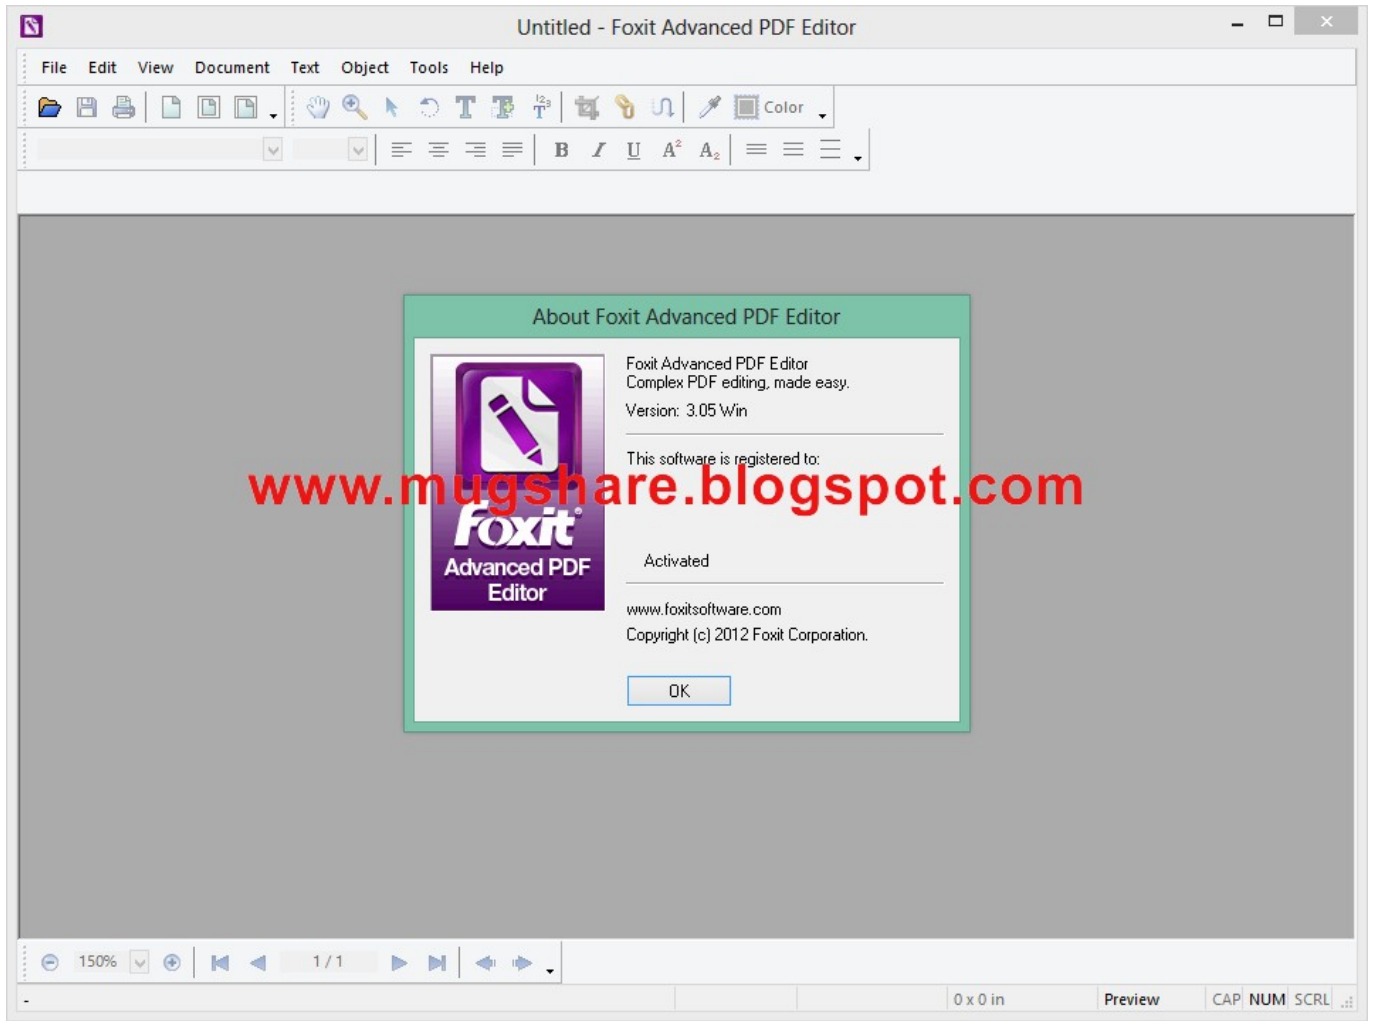 Untitled - Foxit Advanced PDF Editor
File Edit View Document Text Object Tools Help
T T 123 T Color
B I U A² A₂
About Foxit Advanced PDF Editor
Foxit Advanced PDF Editor
Complex PDF editing, made easy.
Version: 3.05 Win
This software is registered to:
www.mugshare.blogspot.com
foxit®
Advanced PDF
Editor
Activated
www.foxitsoftware.com
Copyright (c) 2012 Foxit Corporation.
OK
150% 1 / 1
- 0 x 0 in Preview CAP NUM SCRL